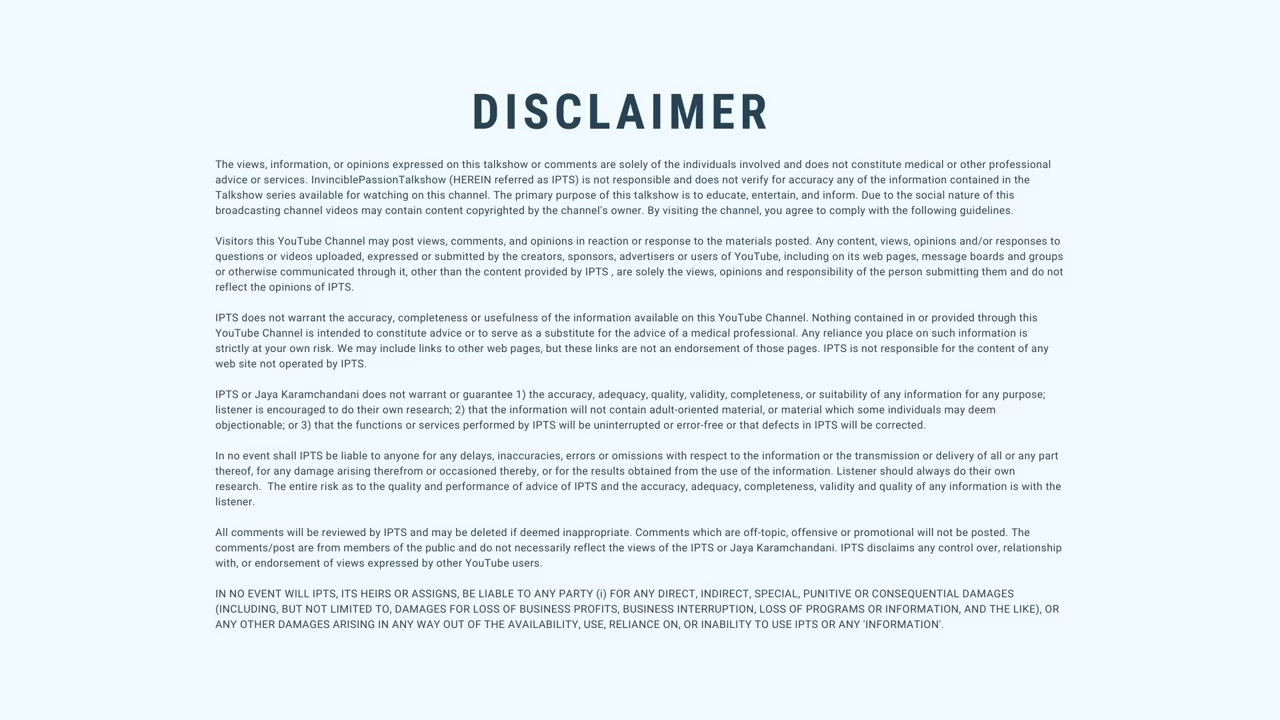 DISCLAIMER
The views, information, or opinions expressed on this talkshow or comments are solely of the individuals involved and does not constitute medical or other professional
advice or services. InvinciblePassionTalkshow (HEREIN referred as IPTS) is not responsible and does not verify for accuracy any of the information contained in the
Talkshow series available for watching on this channel. The primary purpose of this talkshow is to educate, entertain, and inform. Due to the social nature of this
broadcasting channel videos may contain content copyrighted by the channel's owner. By visiting the channel, you agree to comply with the following guidelines.
Visitors this YouTube Channel may post views, comments, and opinions in reaction or response to the materials posted. Any content, views, opinions and/or responses to
questions or videos uploaded, expressed or submitted by the creators, sponsors, advertisers or users of YouTube, including on its web pages, message boards and groups
or otherwise communicated through it, other than the content provided by IPTS , are solely the views, opinions and responsibility of the person submitting them and do not
reflect the opinions of IPTS.
IPTS does not warrant the accuracy, completeness or usefulness of the information available on this YouTube Channel. Nothing contained in or provided through this
YouTube Channel is intended to constitute advice or to serve as a substitute for the advice of a medical professional. Any reliance you place on such information is
strictly at your own risk. We may include links to other web pages, but these links are not an endorsement of those pages. IPTS is not responsible for the content of any
web site not operated by IPTS.
IPTS or Jaya Karamchandani does not warrant or guarantee 1) the accuracy, adequacy, quality, validity, completeness, or suitability of any information for any purpose;
listener is encouraged to do their own research; 2) that the information will not contain adult-oriented material, or material which some individuals may deem
objectionable; or 3) that the functions or services performed by IPTS will be uninterrupted or error-free or that defects in IPTS will be corrected.
In no event shall IPTS be liable to anyone for any delays, inaccuracies, errors or omissions with respect to the information or the transmission or delivery of all or any part
thereof, for any damage arising therefrom or occasioned thereby, or for the results obtained from the use of the information. Listener should always do their own
research.  The entire risk as to the quality and performance of advice of IPTS and the accuracy, adequacy, completeness, validity and quality of any information is with the
listener.
All comments will be reviewed by IPTS and may be deleted if deemed inappropriate. Comments which are off-topic, offensive or promotional will not be posted. The
comments/post are from members of the public and do not necessarily reflect the views of the IPTS or Jaya Karamchandani. IPTS disclaims any control over, relationship
with, or endorsement of views expressed by other YouTube users.
IN NO EVENT WILL IPTS, ITS HEIRS OR ASSIGNS, BE LIABLE TO ANY PARTY (i) FOR ANY DIRECT, INDIRECT, SPECIAL, PUNITIVE OR CONSEQUENTIAL DAMAGES
(INCLUDING, BUT NOT LIMITED TO, DAMAGES FOR LOSS OF BUSINESS PROFITS, BUSINESS INTERRUPTION, LOSS OF PROGRAMS OR INFORMATION, AND THE LIKE), OR
ANY OTHER DAMAGES ARISING IN ANY WAY OUT OF THE AVAILABILITY, USE, RELIANCE ON, OR INABILITY TO USE IPTS OR ANY 'INFORMATION'.